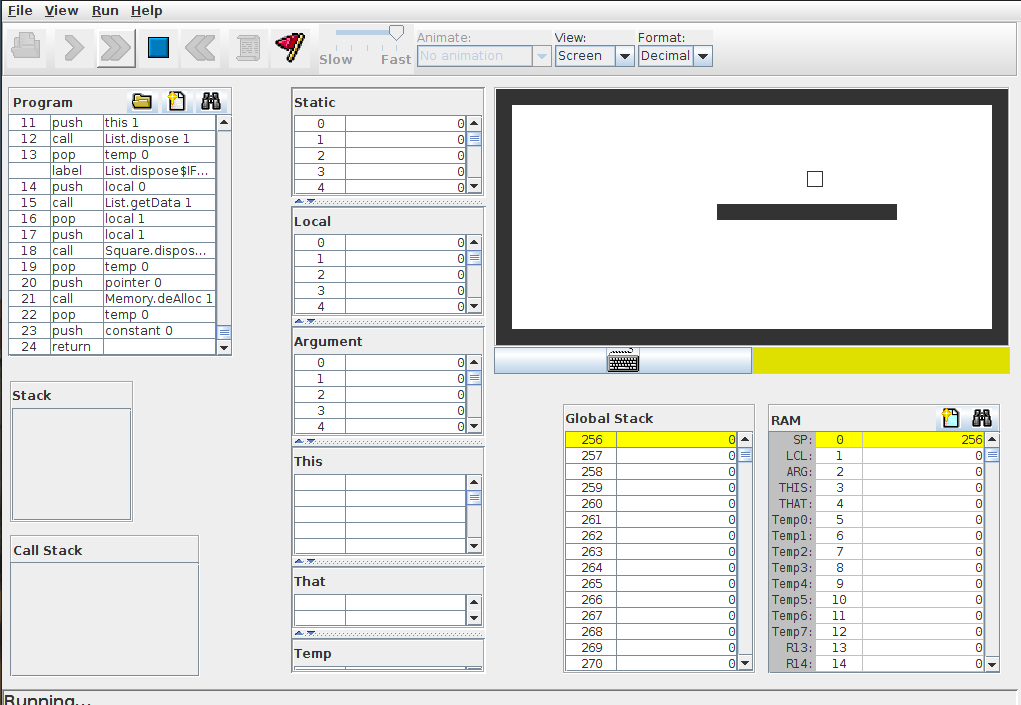 File View Run Help
Slow Fast
Animate: View: Format:
No animation Screen Decimal
Program
11 push this 1
12 call List.dispose 1
13 pop temp 0
label List.dispose$IF...
14 push local 0
15 call List.getData 1
16 pop local 1
17 push local 1
18 call Square.dispos...
19 pop temp 0
20 push pointer 0
21 call Memory.deAlloc 1
22 pop temp 0
23 push constant 0
24 return
Stack
Call Stack
Static
0 0
1 0
2 0
3 0
4 0
Local
0 0
1 0
2 0
3 0
4 0
Argument
0 0
1 0
2 0
3 0
4 0
This
That
Temp
Global Stack
256 0
257 0
258 0
259 0
260 0
261 0
262 0
263 0
264 0
265 0
266 0
267 0
268 0
269 0
270 0
RAM
SP: 0 256
LCL: 1 0
ARG: 2 0
THIS: 3 0
THAT: 4 0
Temp0: 5 0
Temp1: 6 0
Temp2: 7 0
Temp3: 8 0
Temp4: 9 0
Temp5: 10 0
Temp6: 11 0
Temp7: 12 0
R13: 13 0
R14: 14 0
Running...